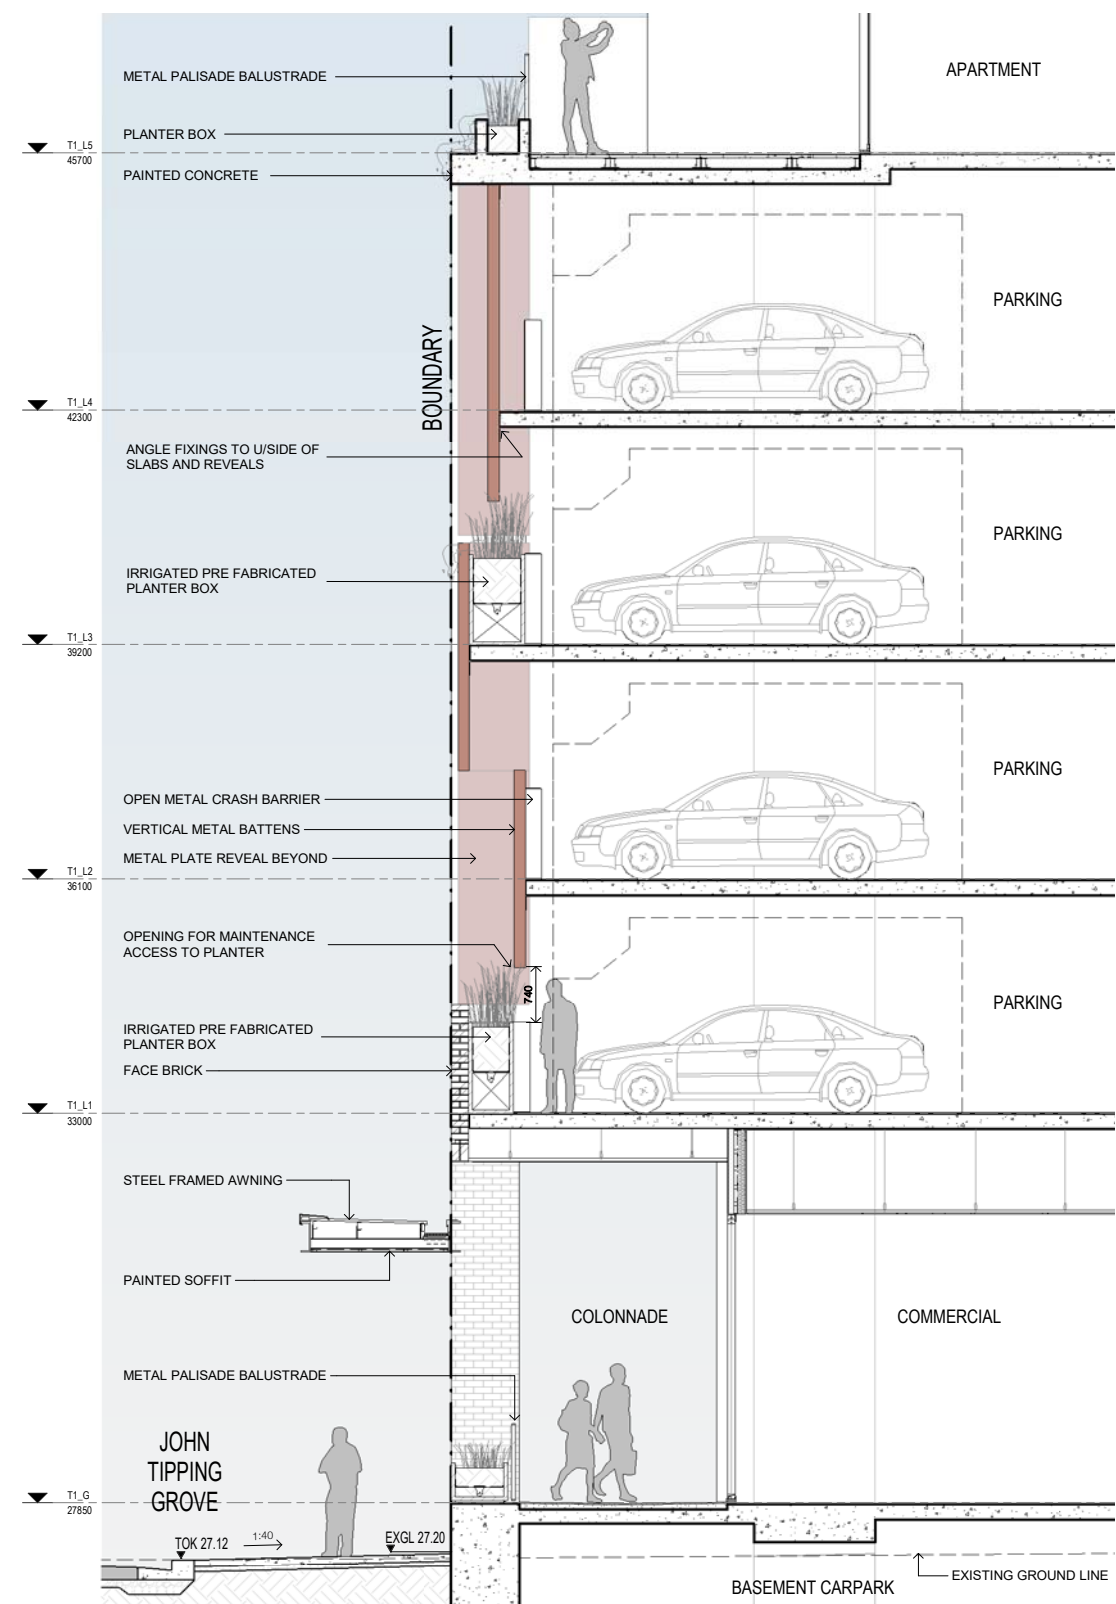 METAL PALISADE BALUSTRADE
APARTMENT
PLANTER BOX
T1_L5
45700
PAINTED CONCRETE
PARKING
BOUNDARY
T1_L4
42300
ANGLE FIXINGS TO U/SIDE OF
SLABS AND REVEALS
PARKING
IRRIGATED PRE FABRICATED
PLANTER BOX
T1_L3
39200
PARKING
OPEN METAL CRASH BARRIER
VERTICAL METAL BATTENS
METAL PLATE REVEAL BEYOND
T1_L2
36100
OPENING FOR MAINTENANCE
ACCESS TO PLANTER
740
PARKING
IRRIGATED PRE FABRICATED
PLANTER BOX
FACE BRICK
T1_L1
33000
STEEL FRAMED AWNING
PAINTED SOFFIT
COLONNADE
COMMERCIAL
METAL PALISADE BALUSTRADE
JOHN
TIPPING
GROVE
T1_G
27850
TOK 27.12
1:40
EXGL 27.20
EXISTING GROUND LINE
BASEMENT CARPARK